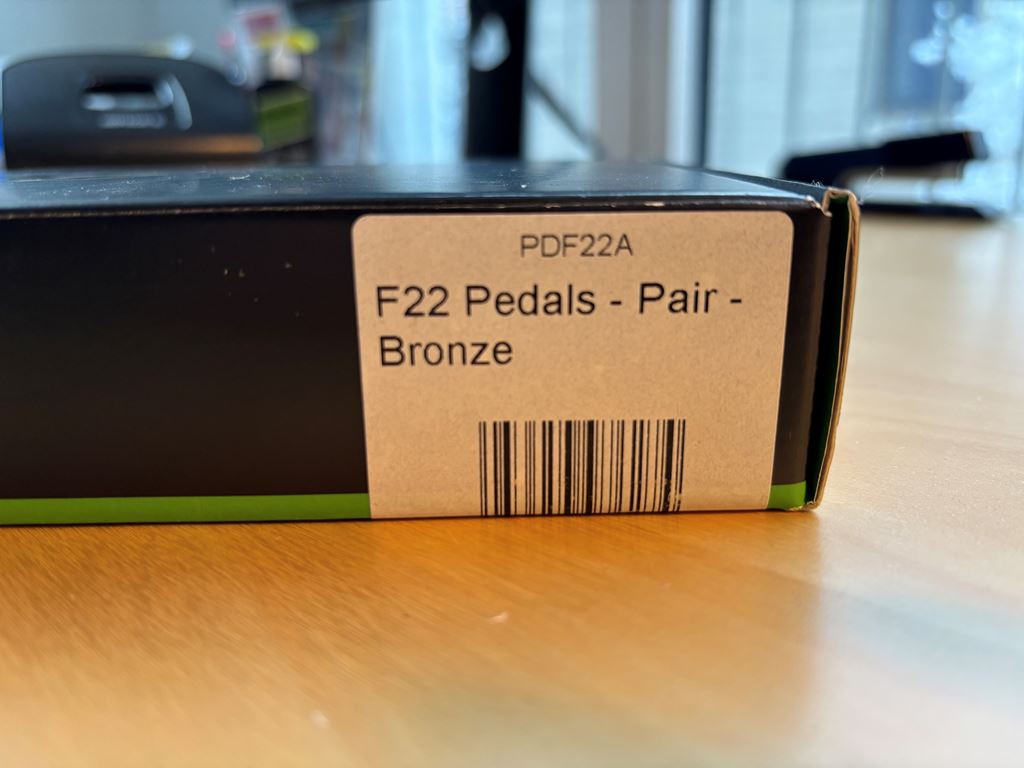 PDF22A
F22 Pedals - Pair -
Bronze